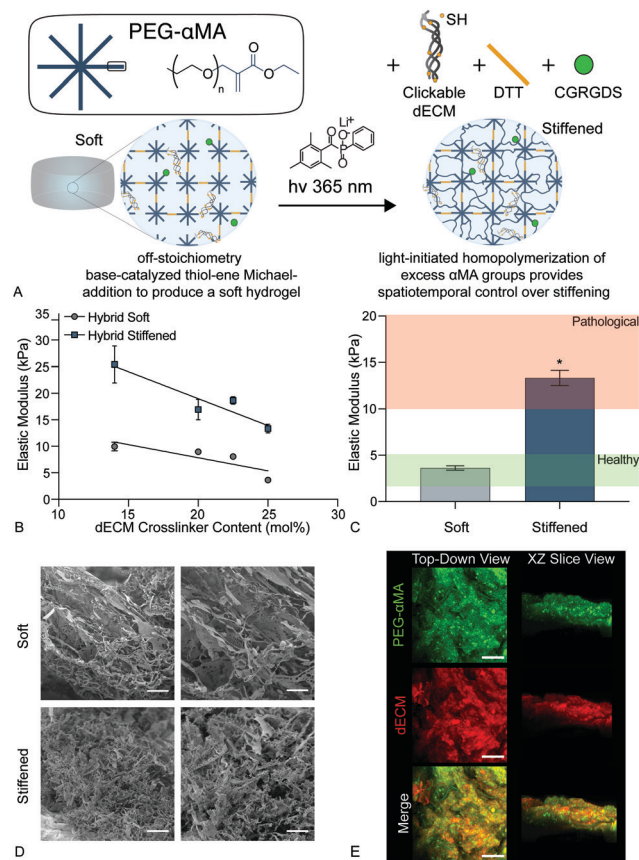 PEG-αMA
O
n
O
O
SH
+
Clickable
dECM
+
DTT
+
CGRGDS
Soft
Li+
O
O-
P
O
hν 365 nm
Stiffened
off-stoichiometry
base-catalyzed thiol-ene Michael-
addition to produce a soft hydrogel
light-initiated homopolymerization of
excess αMA groups provides
spatiotemporal control over stiffening
A
Hybrid Soft
Hybrid Stiffened
Elastic Modulus (kPa)
35
30
25
20
15
10
5
0
10
15
20
25
30
dECM Crosslinker Content (mol%)
B
Elastic Modulus (kPa)
20
15
10
5
0
Pathological
*
Healthy
Soft
Stiffened
C
Soft
Stiffened
D
Top-Down View
XZ Slice View
PEG-αMA
dECM
Merge
E